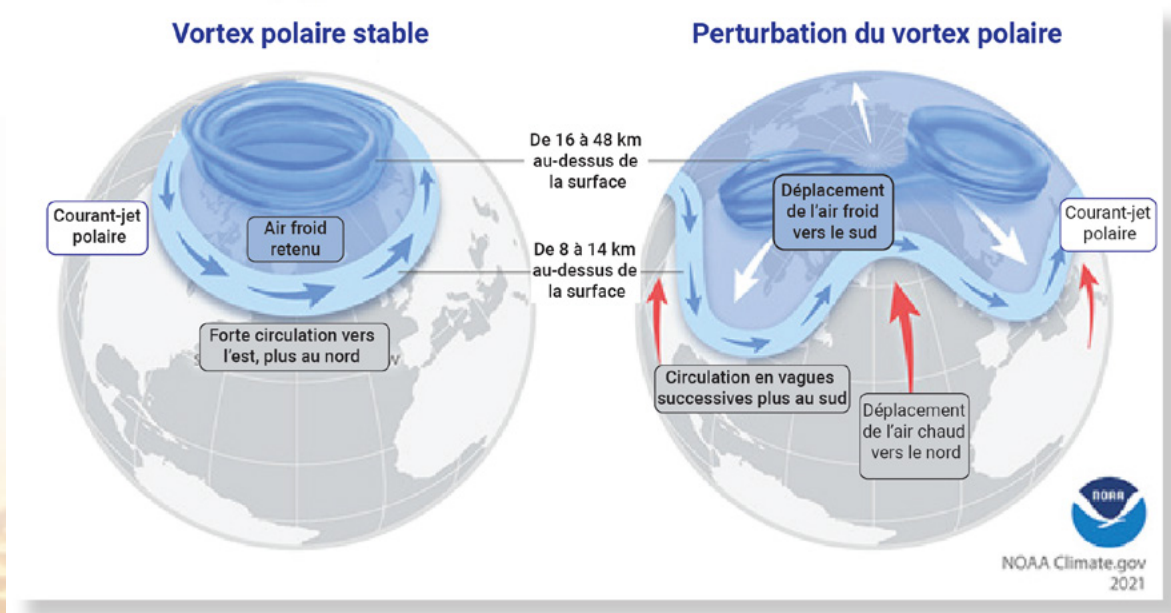 Vortex polaire stable
Perturbation du vortex polaire
De 16 à 48 km
au-dessus de
la surface
Courant-jet
polaire
Air froid
retenu
De 8 à 14 km
au-dessus de
la surface
Forte circulation vers
l'est, plus au nord
Déplacement
de l'air froid
vers le sud
Courant-jet
polaire
Circulation en vagues
successives plus au sud
Déplacement
de l'air chaud
vers le nord
NOAA
NOAA Climate.gov
2021